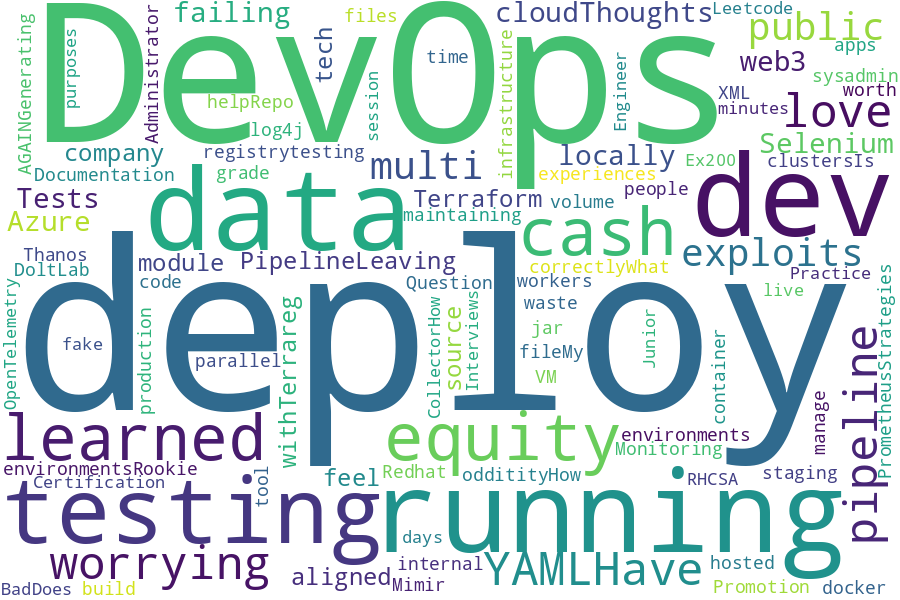 DevOps
failing
files
cloudThoughts
Leetcode
public
apps
purposes
Administrator
tech
time
infrastructure
Engineer
web3
sysadmin
AGAINGenerating
helpRepo
session
XML
worth
minutes
love
log4j
company
registrytesting
multi
locally
Selenium
Ex200
clustersIs
Documentation
grade
experiences
Tests
data
Terraform
volume
people
dev
Azure
maintaining
cash
Thanos
module
PipelineLeaving
correctlyWhat
exploits
DoltLab
code
Question
workers
Practice
OpenTelemetry
deploy
live
fake
production
parallel
withTerrareg
CollectorHow
source
Interviews
waste
jar
fileMy
VM
Junior
container
manage
pipeline
PrometheusStrategies
learned
equity
environments
Monitoring
environmentsRookie
Certification
tool
feel
Redhat
oddityHow
RHCSA
staging
testing
running
days
worrying
aligned
internal
Mimir
YAMLHave
hosted
BadDoes
build
Promotion
docker